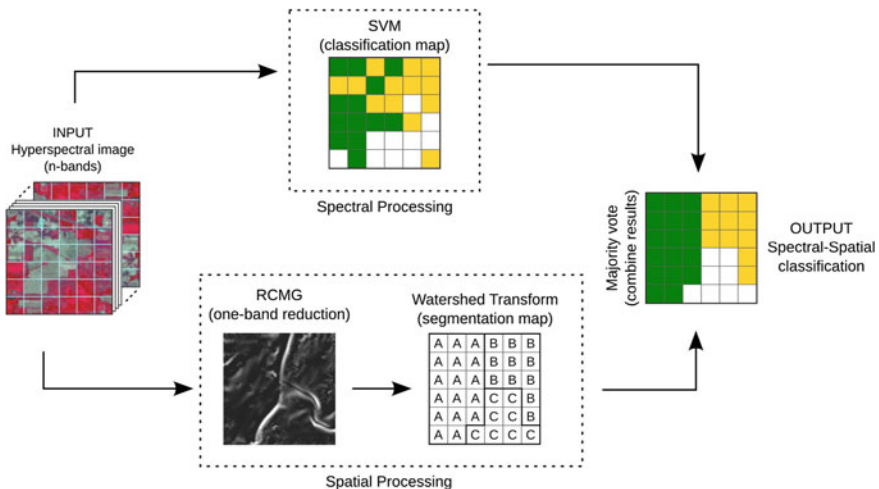 SVM
(classification map)
Spectral Processing
INPUT
Hyperspectral image
(n-bands)
RCMG
(one-band reduction)
Watershed Transform
(segmentation map)
A A A B B B
A A A B B B
A A A B B B
A A A C C B
A A A C C B
A A C C C C
Spatial Processing
Majority vote
(combine results)
OUTPUT
Spectral-Spatial
classification